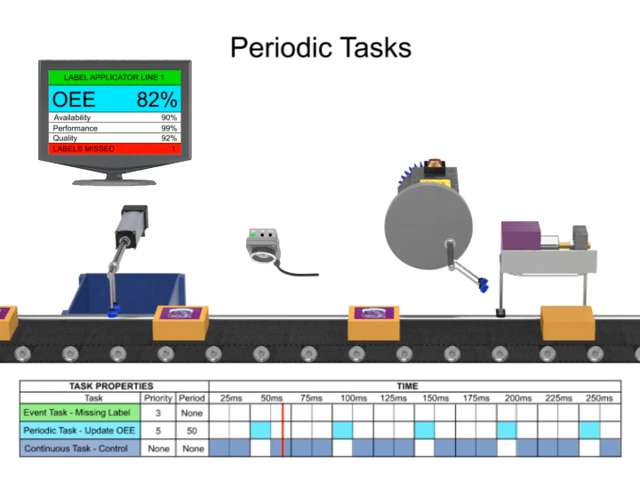 Periodic Tasks
LABEL APPLICATOR LINE 1
OEE 82%
Availability 90%
Performance 99%
Quality 92%
LABELS MISSED 1
TASK PROPERTIES TIME
Task Priority Period 25ms 50ms 75ms 100ms 125ms 150ms 175ms 200ms 225ms 250ms
Event Task - Missing Label 3 None
Periodic Task - Update OEE 5 50
Continuous Task - Control None None